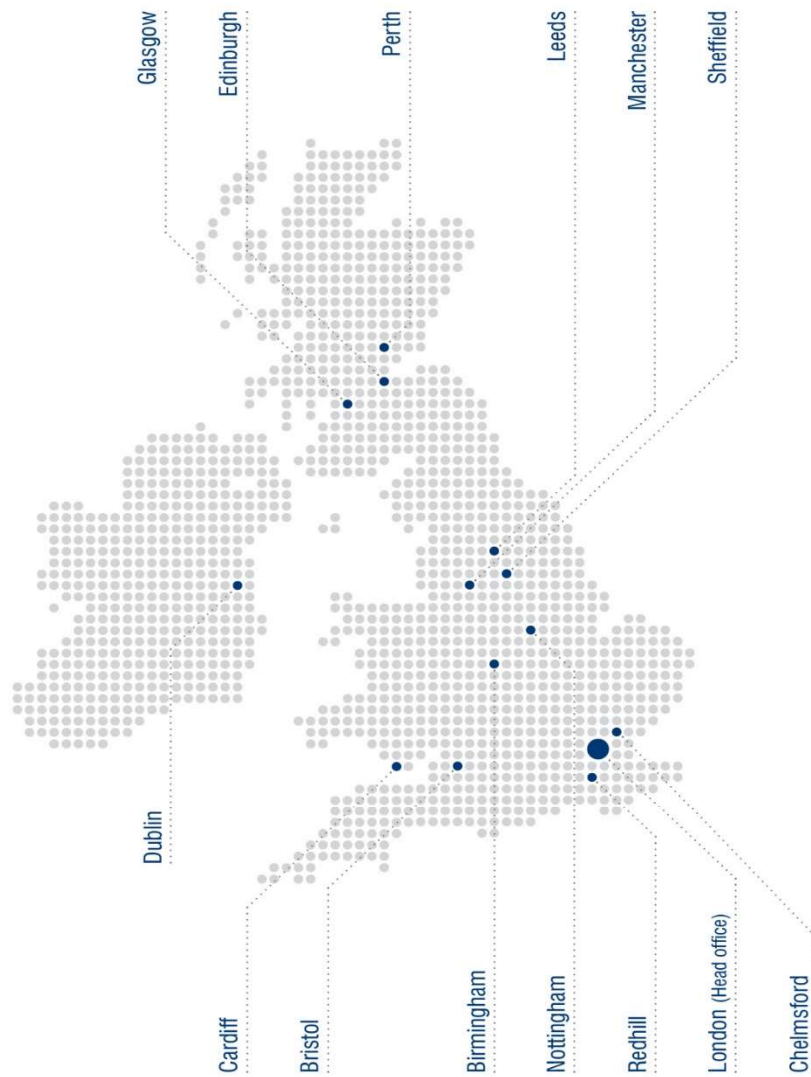 Glasgow
Edinburgh
Perth
Leeds
Manchester
Sheffield
Dublin
Cardiff
Bristol
Birmingham
Nottingham
Redhill
London (Head office)
Chelmsford